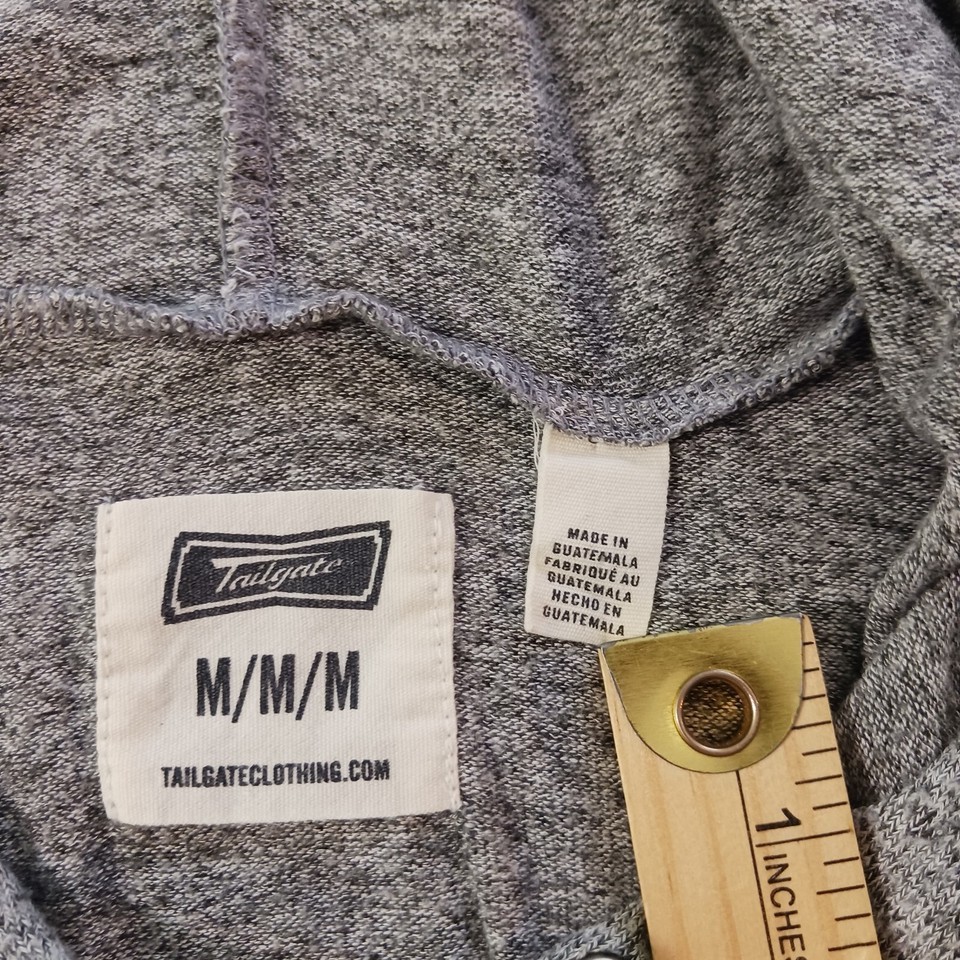 Tailgate
M/M/M
TAILGATECLOTHING.COM
MADE IN
GUATEMALA
FABRIQUÉ AU
GUATEMALA
HECHO EN
GUATEMALA
1
INCHES